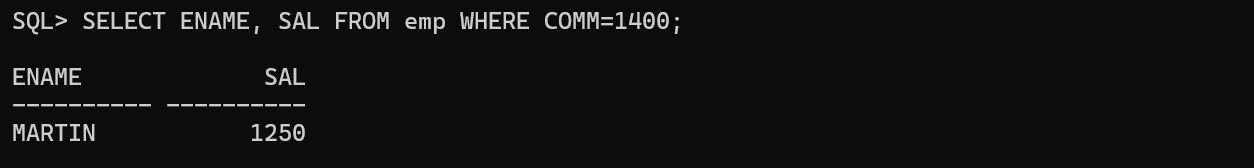 SQL> SELECT ENAME, SAL FROM emp WHERE COMM=1400;
ENAME             SAL
---------- ----------
MARTIN           1250